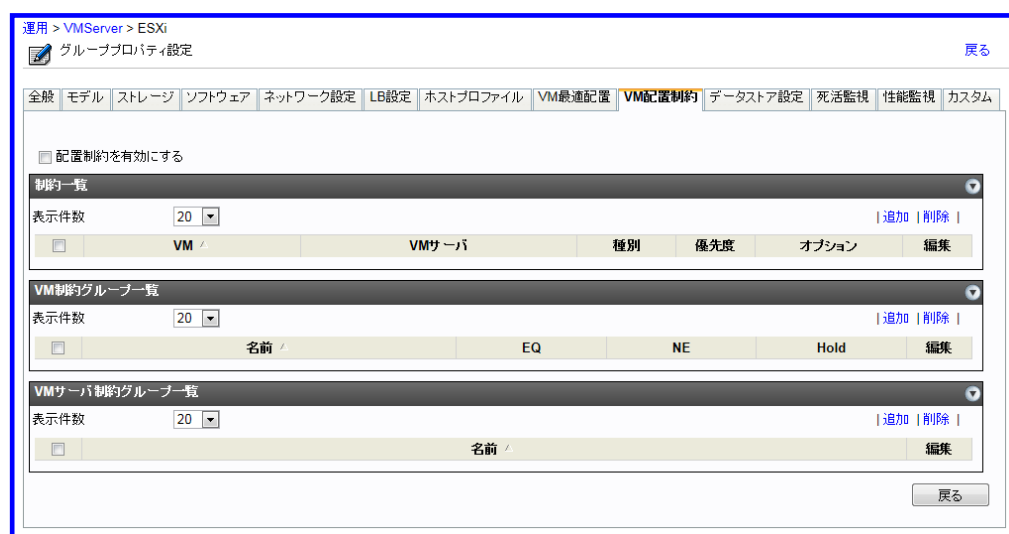 運用 > VMServer > ESXi
グループプロパティ設定 戻る
全般 モデル ストレージ ソフトウェア ネットワーク設定 LB設定 ホストプロファイル VM最適配置 VM配置制約 データストア設定 死活監視 性能監視 カスタム
配置制約を有効にする
制約一覧
表示件数 20 | 追加 | 削除 |
VM VMサーバ 種別 優先度 オプション 編集
VM制約グループ一覧
表示件数 20 | 追加 | 削除 |
名前 EQ NE Hold 編集
VMサーバ制約グループ一覧
表示件数 20 | 追加 | 削除 |
名前 編集
戻る